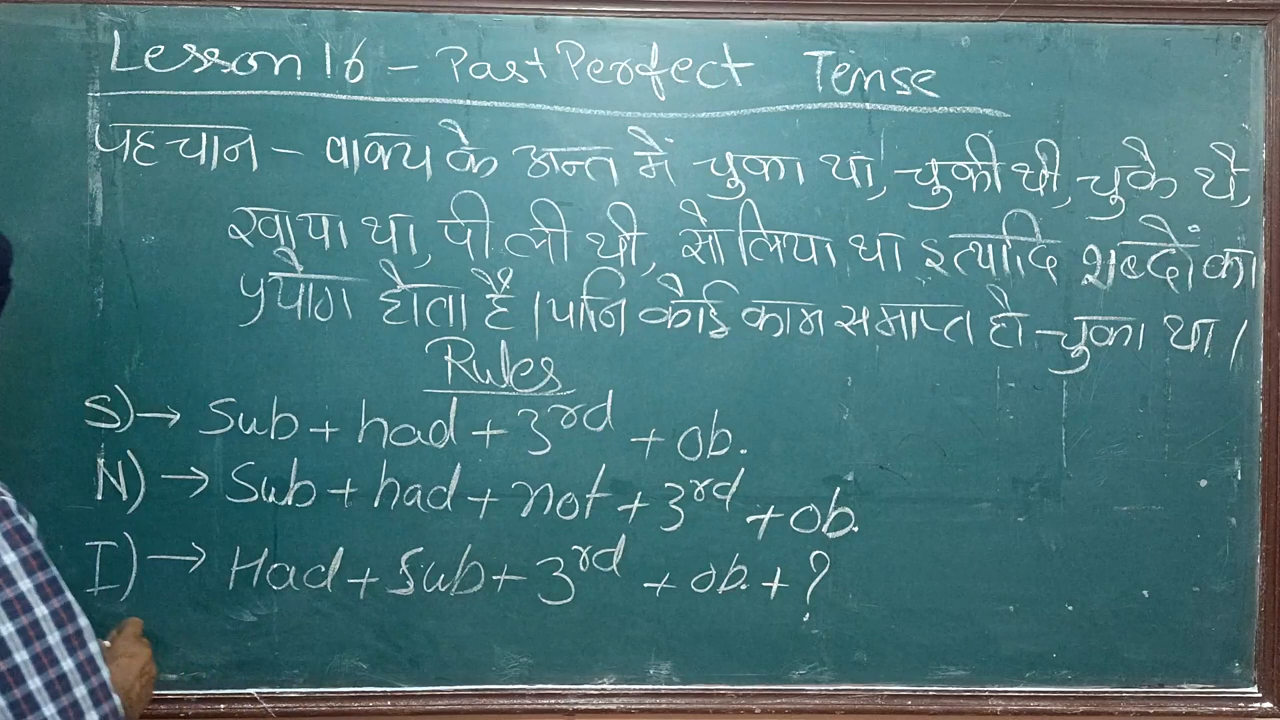 Lesson 16 - Past Perfect Tense
पहचान - वाक्य के अन्त में चुका था, चुकी थी, चुके थे,
खाया था, पी ली थी, सो लिया था इत्यादि शब्दों का
प्रयोग होता है। यानि कोई काम समाप्त हो चुका था।
Rules
S) → Sub + had + 3rd + ob.
N) → Sub + had + not + 3rd + ob.
I) → Had + Sub + 3rd + ob. + ?